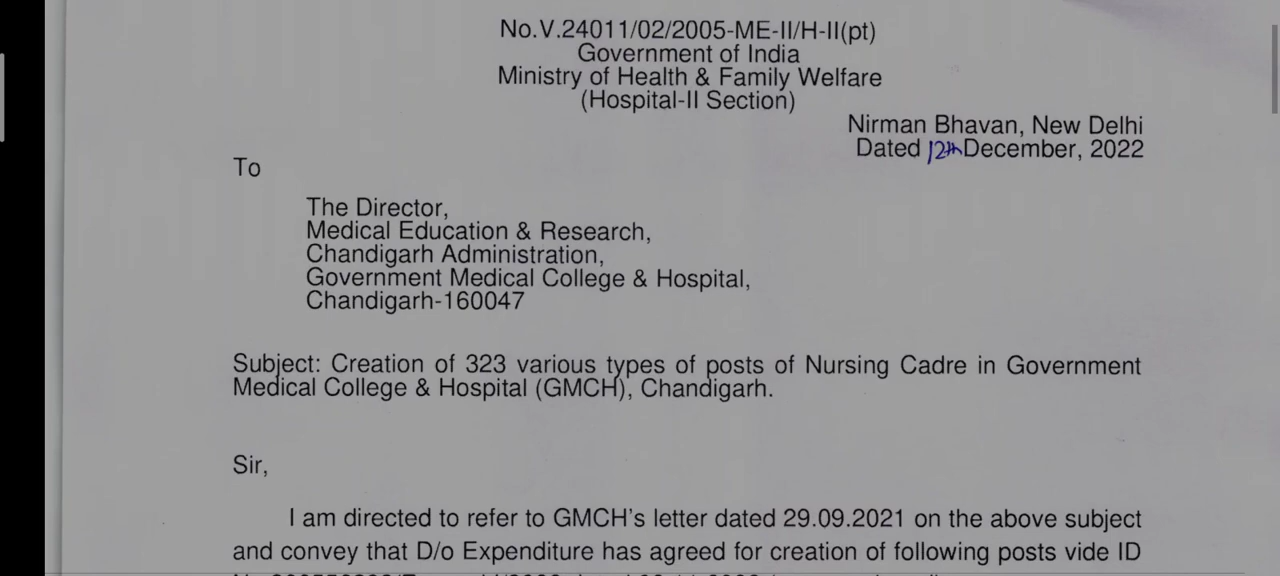 No.V.24011/02/2005-ME-II/H-II(pt)
Government of India
Ministry of Health & Family Welfare
(Hospital-II Section)
Nirman Bhavan, New Delhi
Dated 12th December, 2022
To
The Director,
Medical Education & Research,
Chandigarh Administration,
Government Medical College & Hospital,
Chandigarh-160047
Subject: Creation of 323 various types of posts of Nursing Cadre in Government
Medical College & Hospital (GMCH), Chandigarh.
Sir,
I am directed to refer to GMCH's letter dated 29.09.2021 on the above subject
and convey that D/o Expenditure has agreed for creation of following posts vide ID